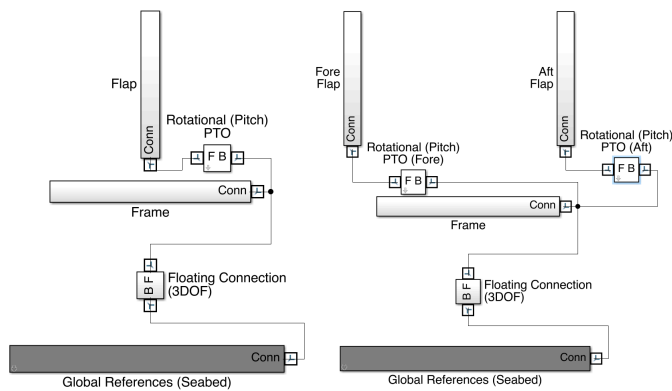 Flap
Conn
Rotational (Pitch)
PTO
F B
Conn
Frame
B F
Floating Connection
(3DOF)
Conn
Global References (Seabed)
Fore
Flap
Conn
Rotational (Pitch)
PTO (Fore)
F B
Aft
Flap
Conn
Rotational (Pitch)
PTO (Aft)
F B
Conn
Frame
B F
Floating Connection
(3DOF)
Conn
Global References (Seabed)